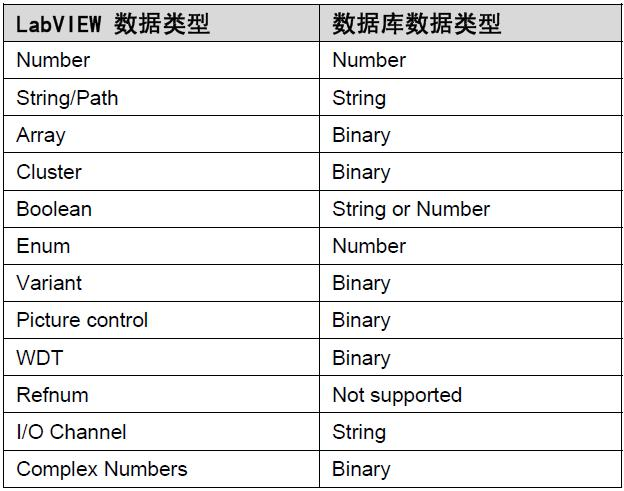 LabVIEW 数据类型 数据库数据类型
Number Number
String/Path String
Array Binary
Cluster Binary
Boolean String or Number
Enum Number
Variant Binary
Picture control Binary
WDT Binary
Refnum Not supported
I/O Channel String
Complex Numbers Binary